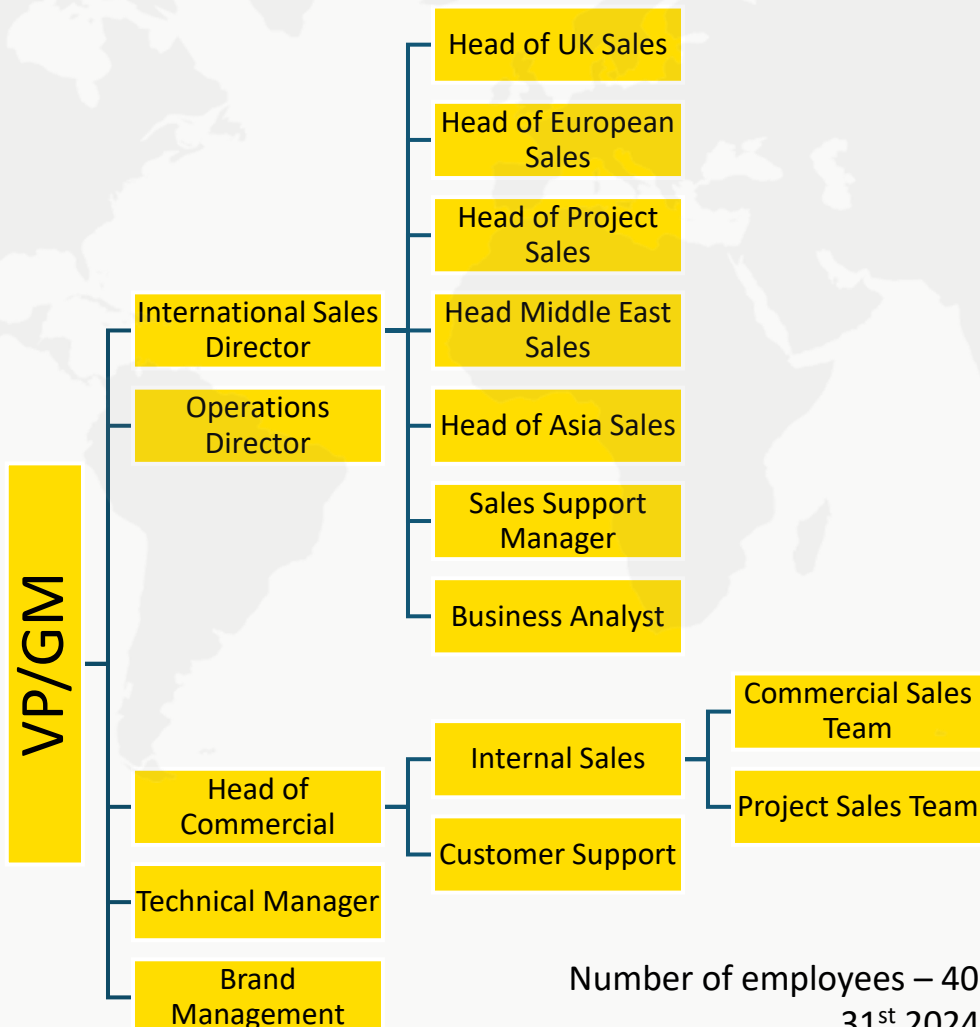 VP/GM
International Sales
Director
Head of UK Sales
Head of European
Sales
Head of Project
Sales
Head Middle East
Sales
Head of Asia Sales
Sales Support
Manager
Business Analyst
Operations
Director
Head of
Commercial
Internal Sales
Commercial Sales
Team
Project Sales Team
Customer Support
Technical Manager
Brand
Management
Number of employees – 40
31st 2024